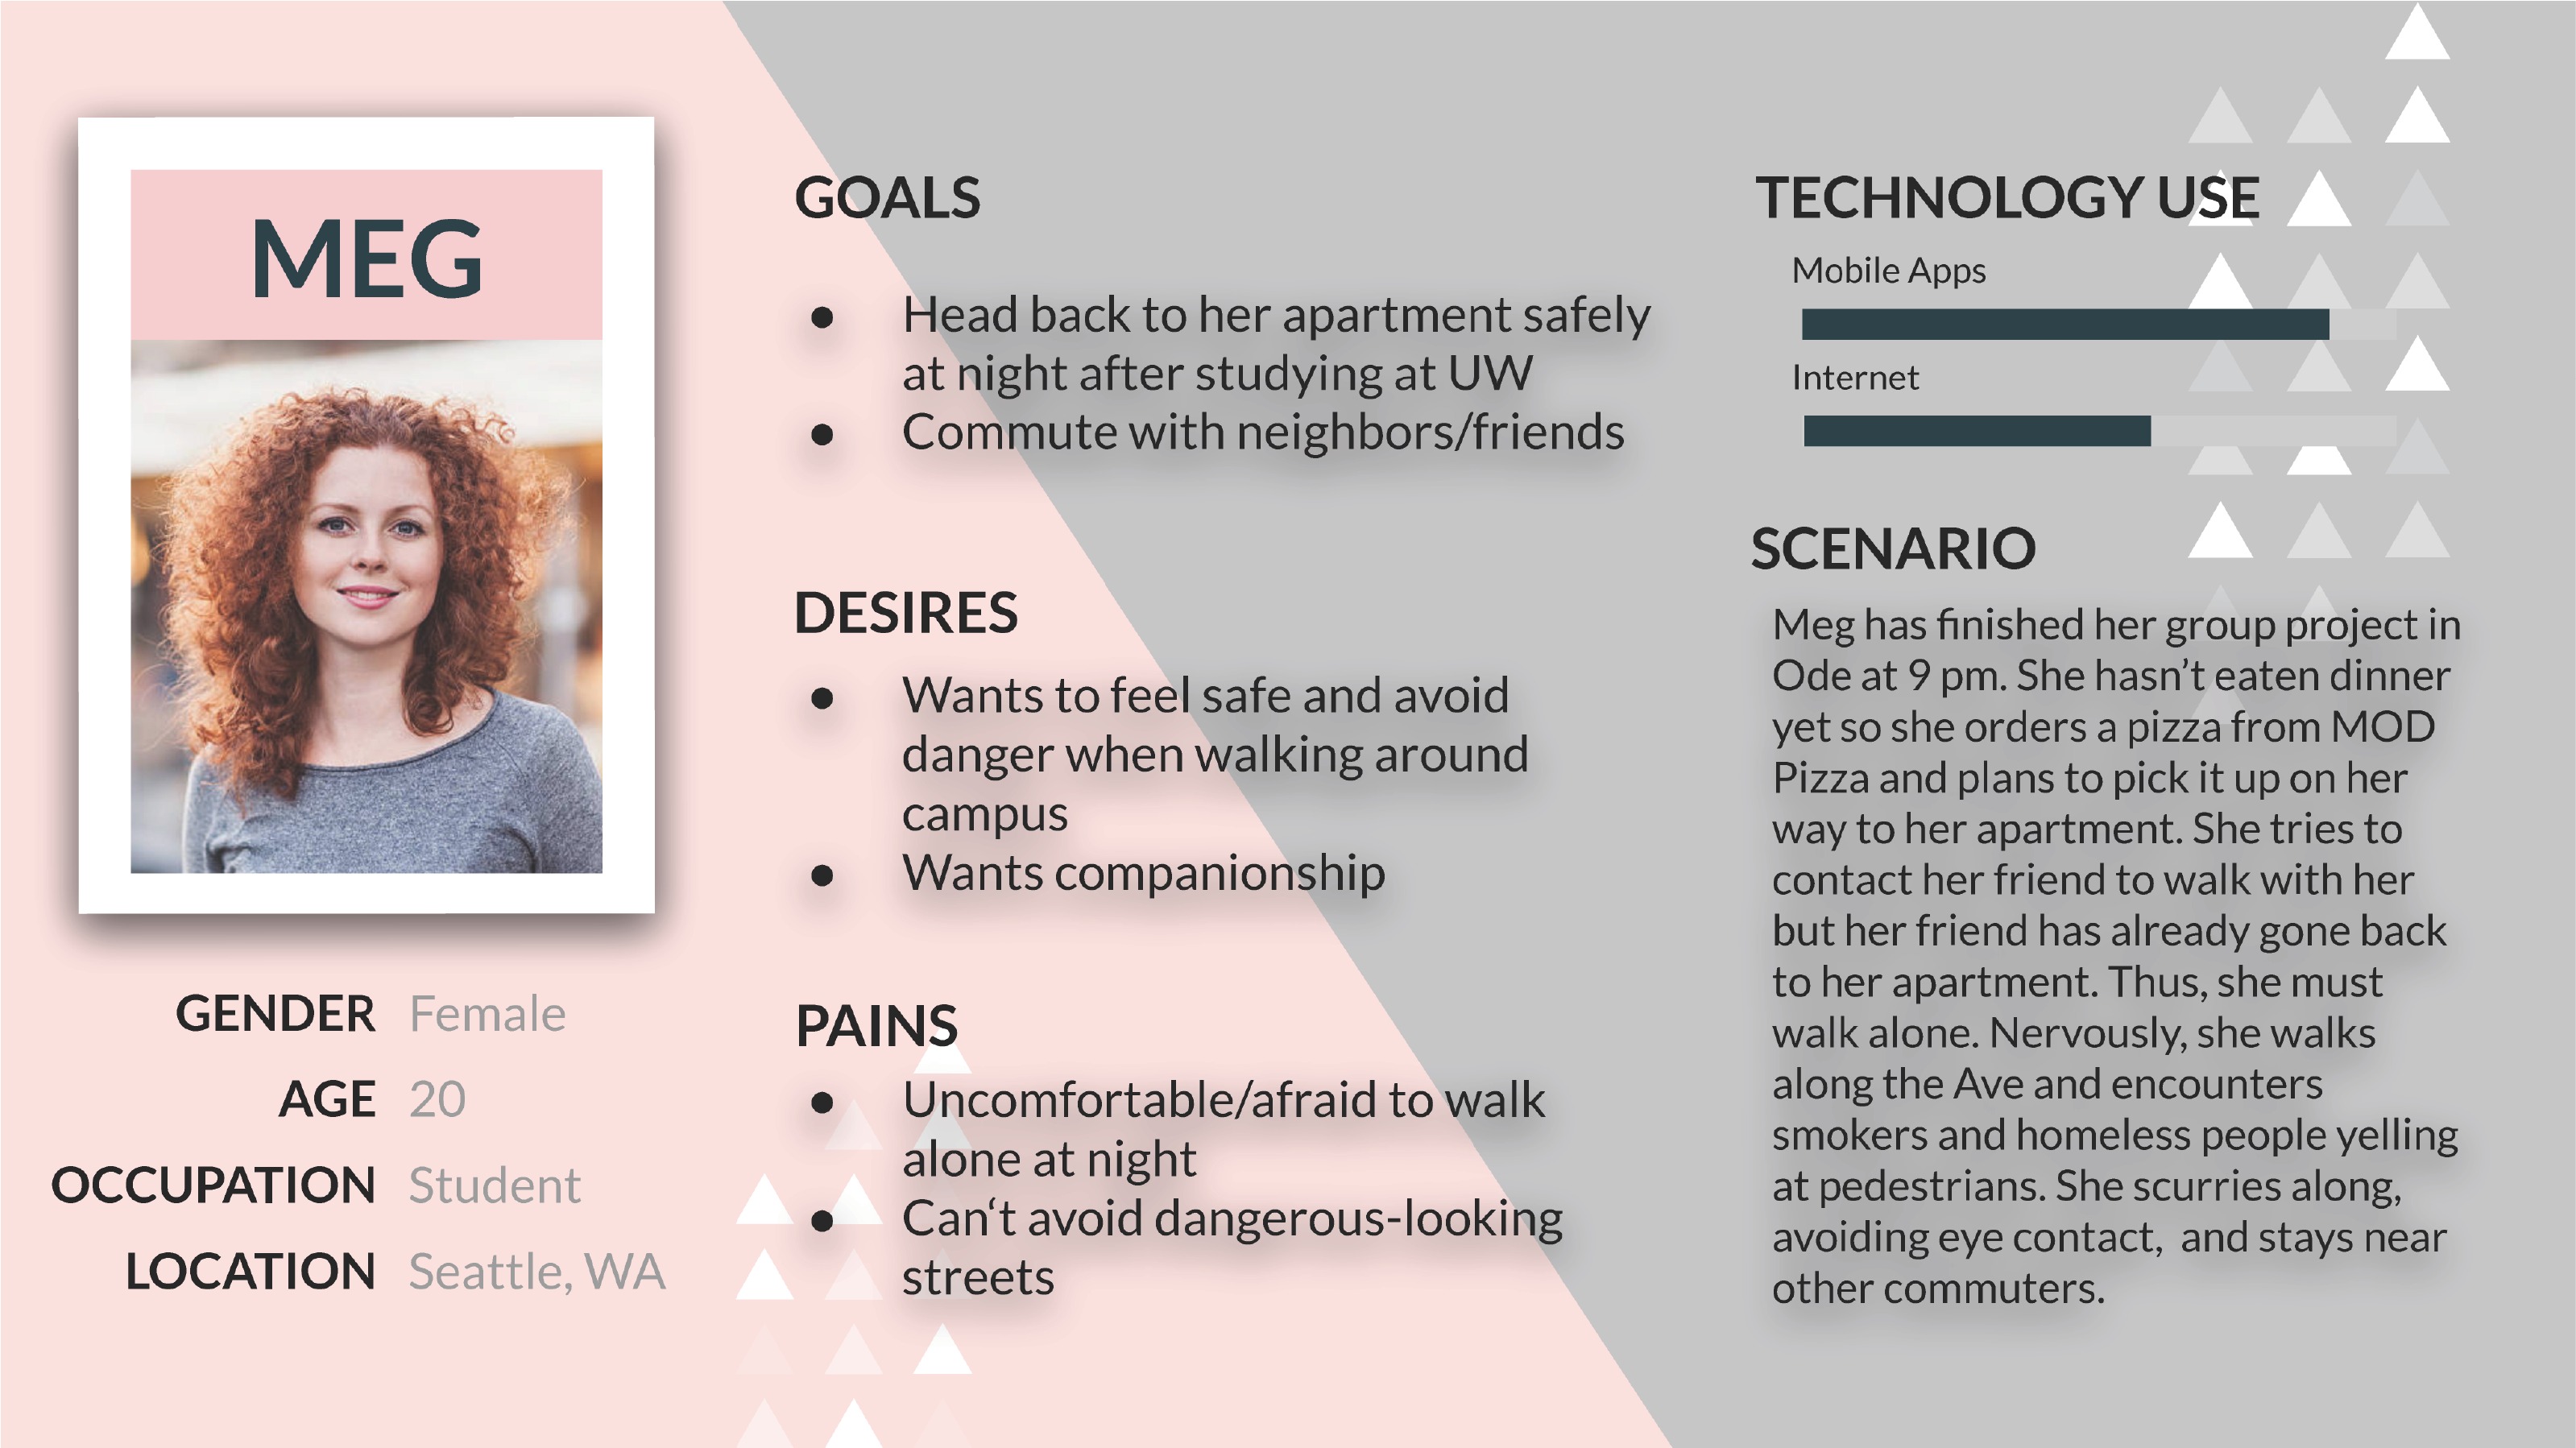 MEG
GENDER Female
AGE 20
OCCUPATION Student
LOCATION Seattle, WA
GOALS
● Head back to her apartment safely
at night after studying at UW
● Commute with neighbors/friends
DESIRES
● Wants to feel safe and avoid
danger when walking around
campus
● Wants companionship
PAINS
● Uncomfortable/afraid to walk
alone at night
● Can‘t avoid dangerous-looking
streets
TECHNOLOGY USE
Mobile Apps
Internet
SCENARIO
Meg has finished her group project in
Ode at 9 pm. She hasn’t eaten dinner
yet so she orders a pizza from MOD
Pizza and plans to pick it up on her
way to her apartment. She tries to
contact her friend to walk with her
but her friend has already gone back
to her apartment. Thus, she must
walk alone. Nervously, she walks
along the Ave and encounters
smokers and homeless people yelling
at pedestrians. She scurries along,
avoiding eye contact,  and stays near
other commuters.